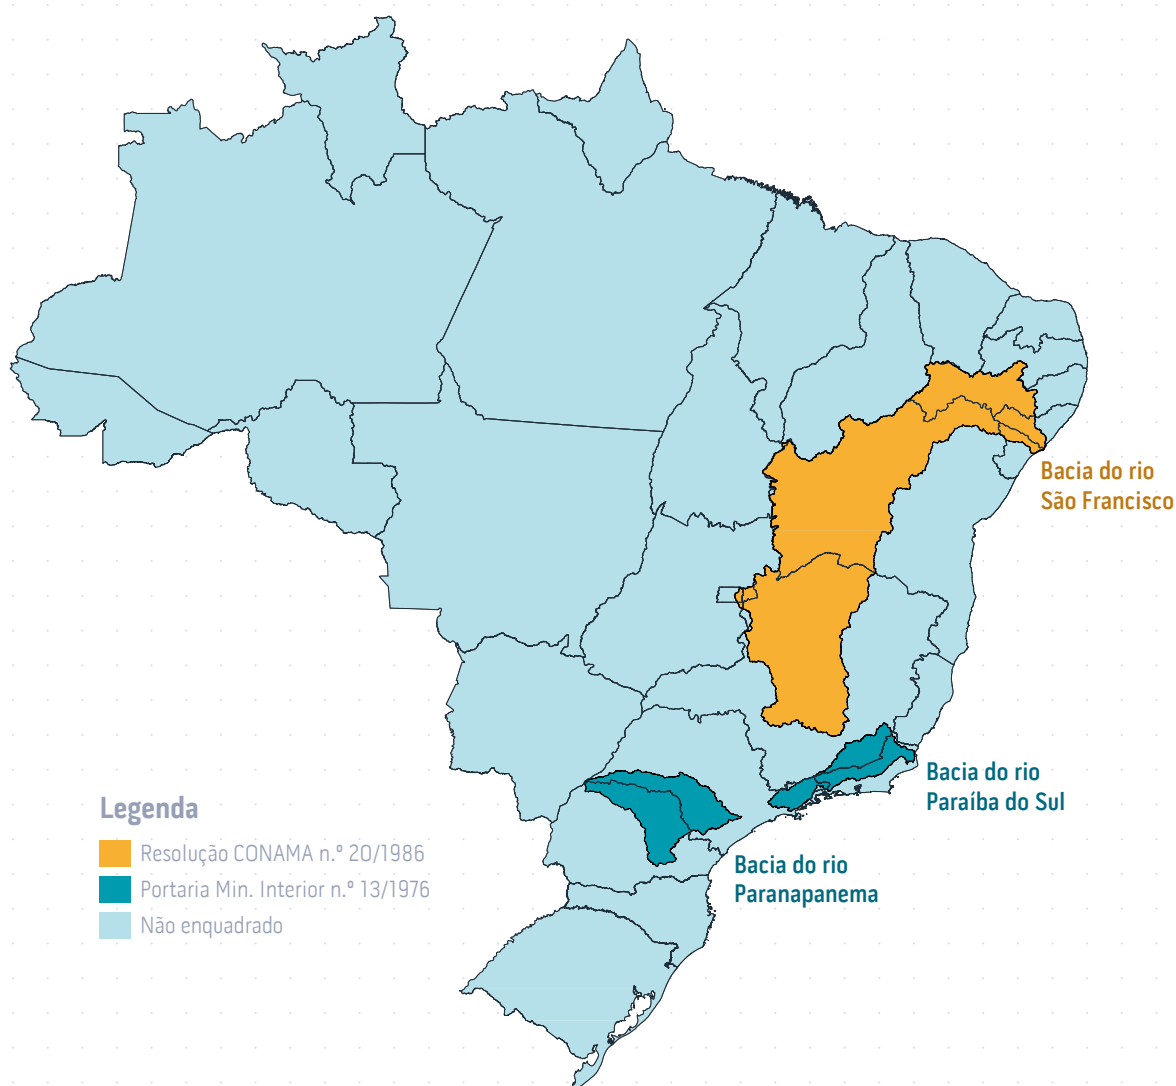 Bacia do rio
São Francisco
Bacia do rio
Paraíba do Sul
Bacia do rio
Paranapanema
Legenda
Resolução CONAMA n.º 20/1986
Portaria Min. Interior n.º 13/1976
Não enquadrado